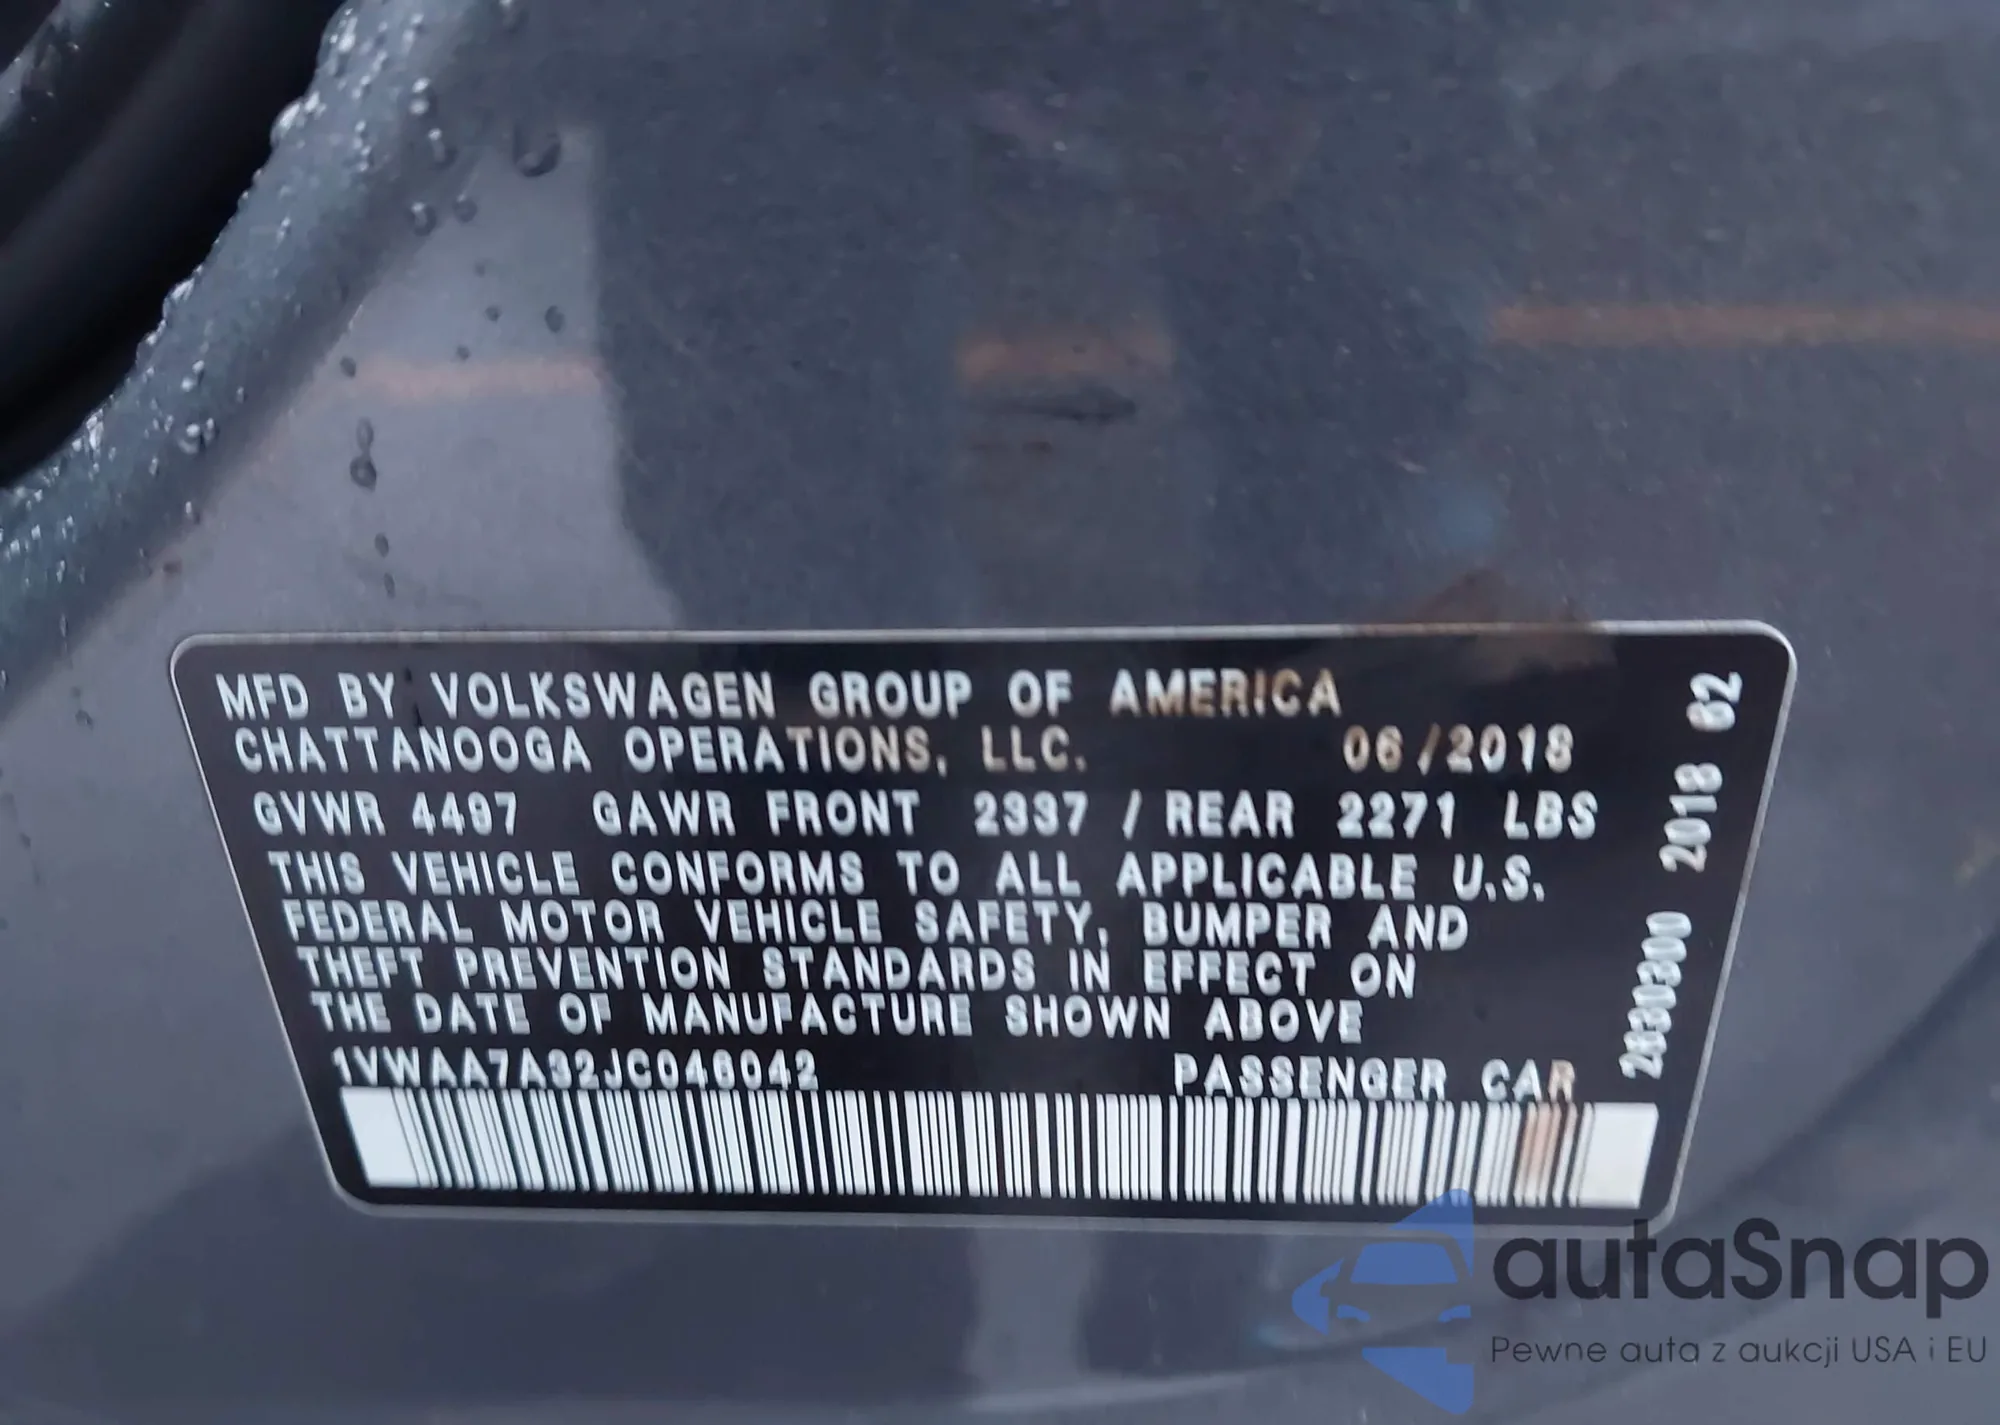 MFD BY VOLKSWAGEN GROUP OF AMERICA
CHATTANOOGA OPERATIONS, LLC. 06/2018
GVWR 4497 GAWR FRONT 2337 / REAR 2271 LBS
THIS VEHICLE CONFORMS TO ALL APPLICABLE U.S.
FEDERAL MOTOR VEHICLE SAFETY, BUMPER AND
THEFT PREVENTION STANDARDS IN EFFECT ON
THE DATE OF MANUFACTURE SHOWN ABOVE
1VWAA7A32JC046042 PASSENGER CAR
2830300 2018 62
autaSnap
Pewne auta z aukcji USA i EU